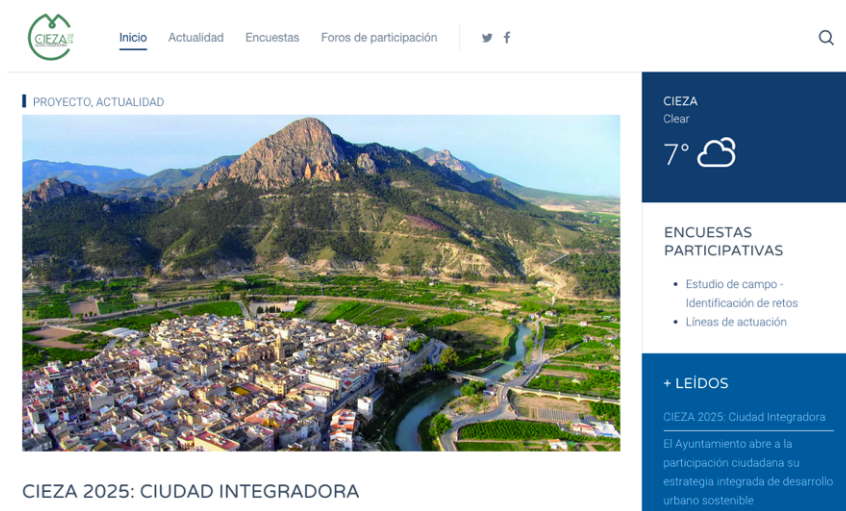 CIEZA
Inicio
Actualidad
Encuestas
Foros de participación
PROYECTO, ACTUALIDAD
CIEZA 2025: CIUDAD INTEGRADORA
CIEZA
Clear
7°
ENCUESTAS
PARTICIPATIVAS
Estudio de campo -
Identificación de retos
Líneas de actuación
+ LEÍDOS
CIEZA 2025: Ciudad Integradora
El Ayuntamiento abre a la
participación ciudadana su
estrategia integrada de desarrollo
urbano sostenible